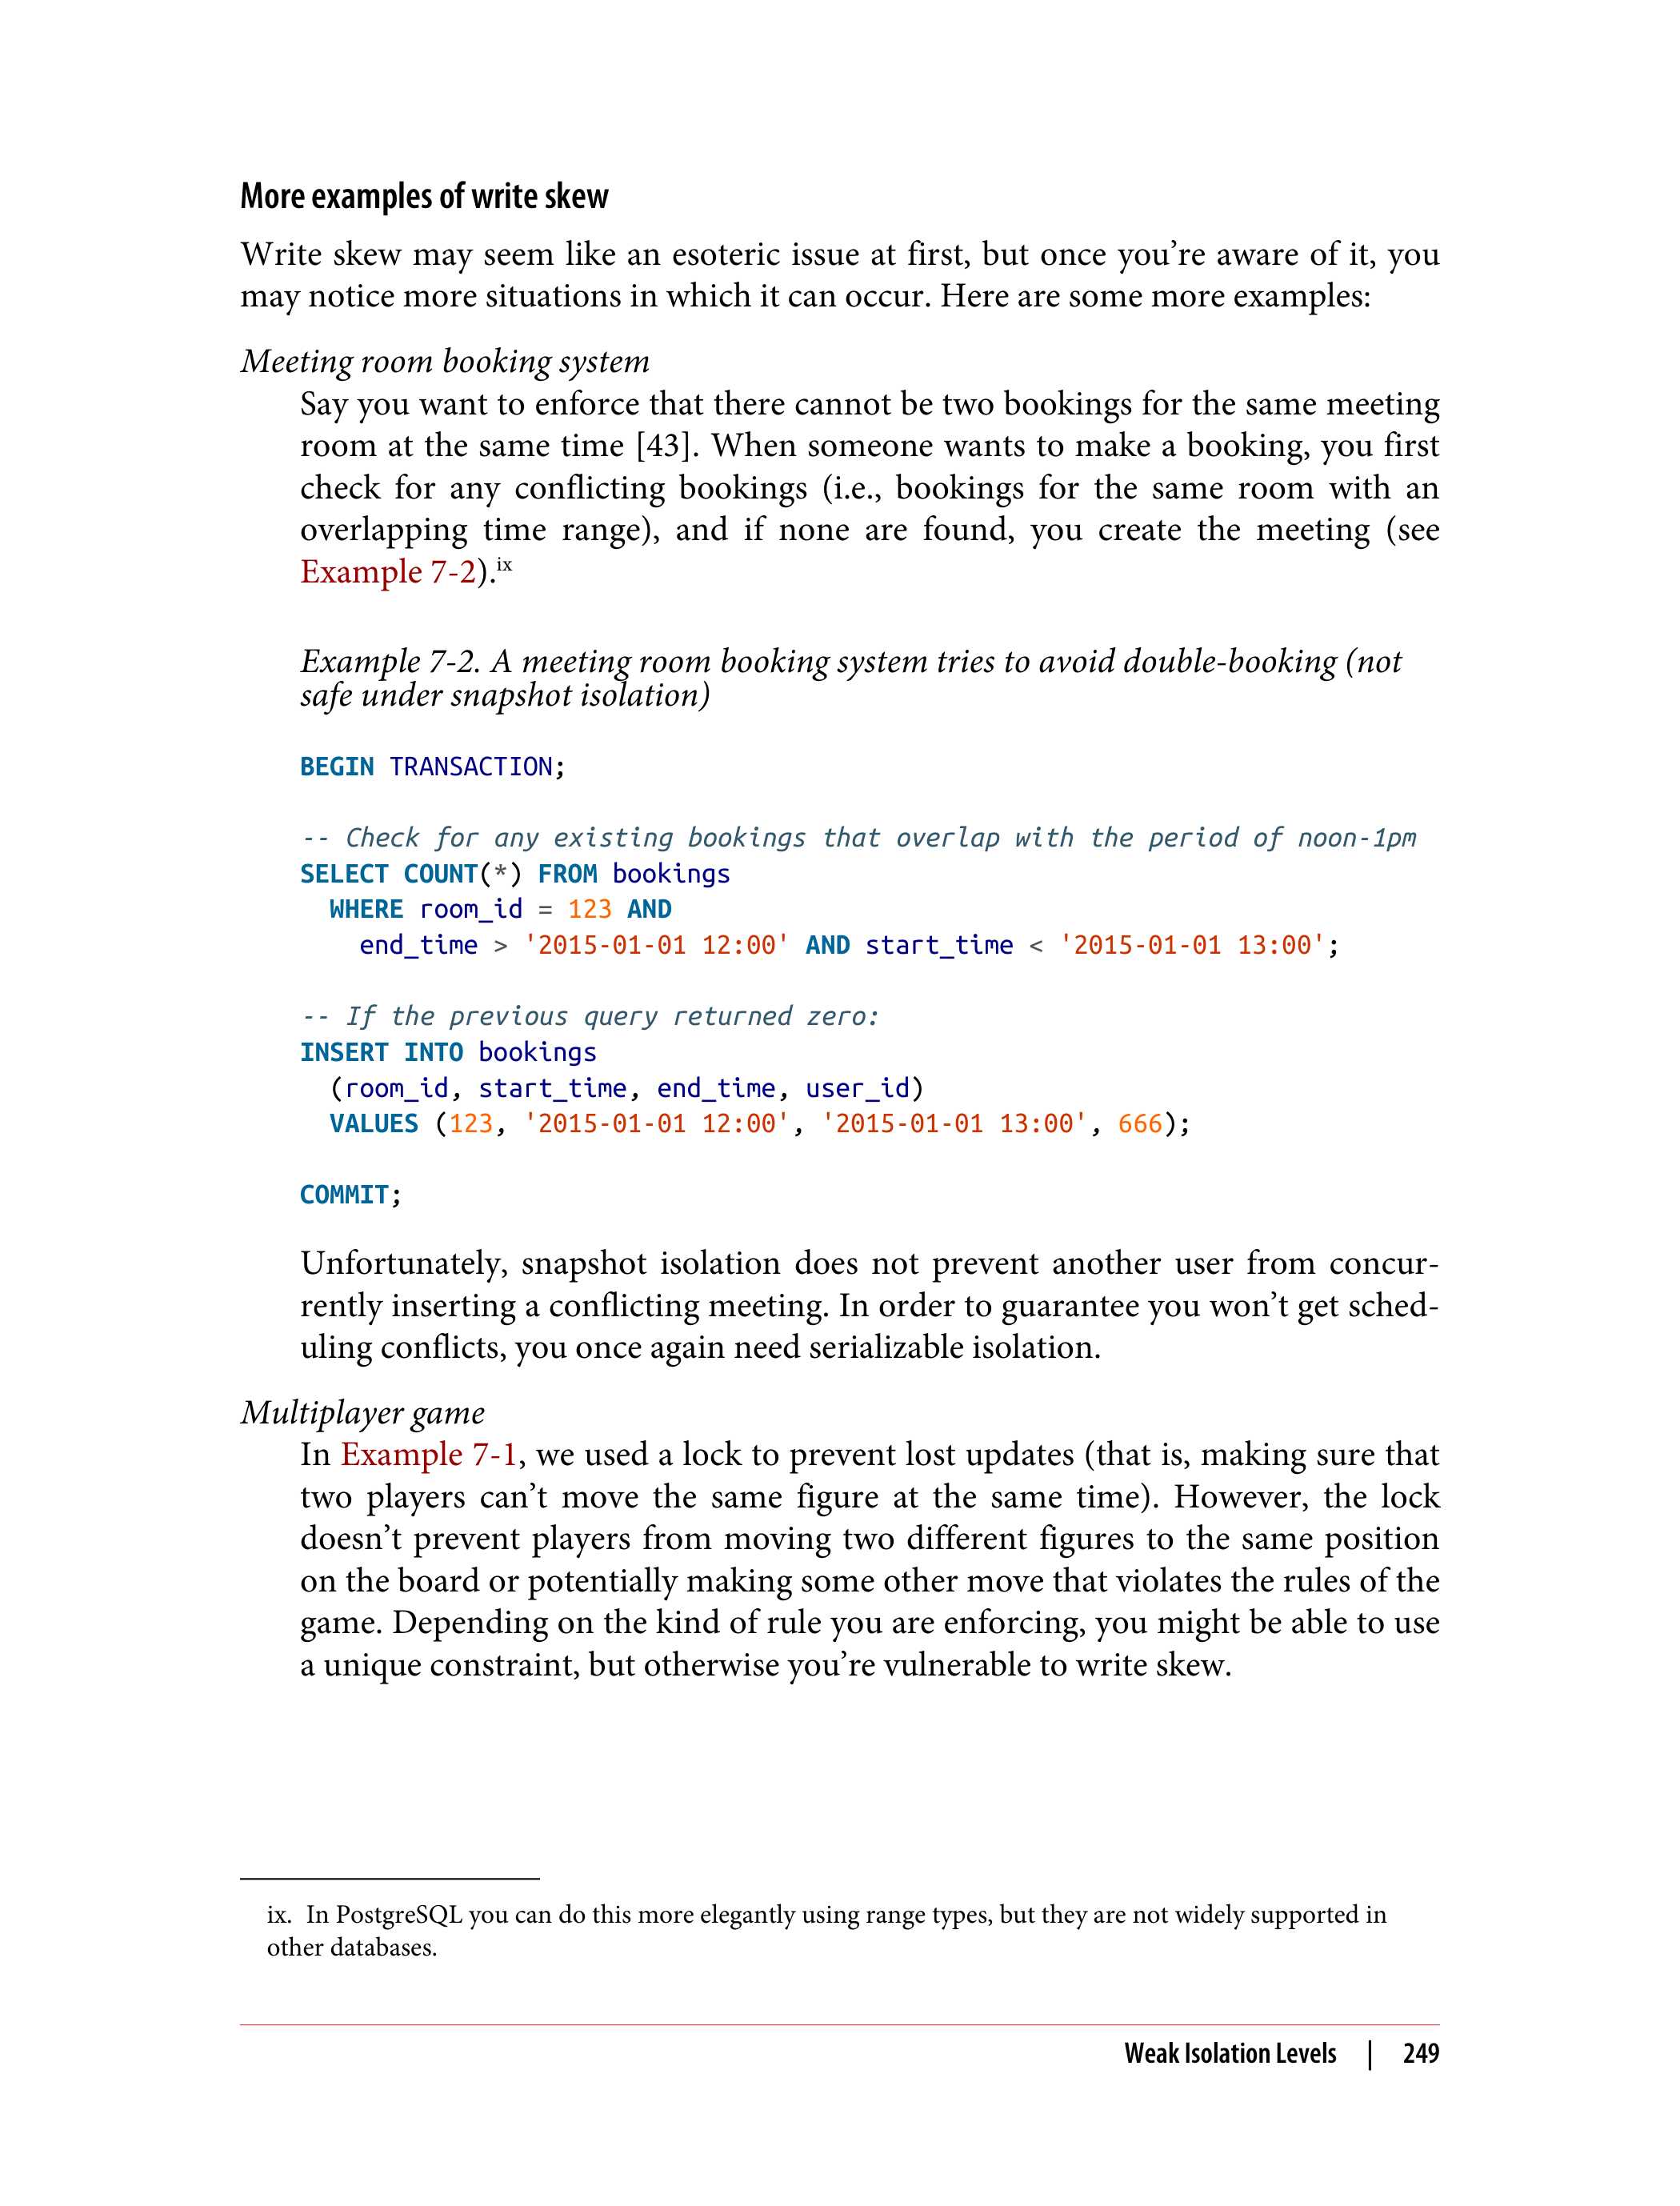 More examples of write skew
Write skew may seem like an esoteric issue at first, but once you’re aware of it, you
may notice more situations in which it can occur. Here are some more examples:
Meeting room booking system
Say you want to enforce that there cannot be two bookings for the same meeting
room at the same time [43]. When someone wants to make a booking, you first
check for any conflicting bookings (i.e., bookings for the same room with an
overlapping time range), and if none are found, you create the meeting (see
Example 7-2).ix
Example 7-2. A meeting room booking system tries to avoid double-booking (not
safe under snapshot isolation)
BEGIN TRANSACTION;
-- Check for any existing bookings that overlap with the period of noon-1pm
SELECT COUNT(*) FROM bookings
WHERE room_id = 123 AND
end_time > '2015-01-01 12:00' AND start_time < '2015-01-01 13:00';
-- If the previous query returned zero:
INSERT INTO bookings
(room_id, start_time, end_time, user_id)
VALUES (123, '2015-01-01 12:00', '2015-01-01 13:00', 666);
COMMIT;
Unfortunately, snapshot isolation does not prevent another user from concur-
rently inserting a conflicting meeting. In order to guarantee you won’t get sched-
uling conflicts, you once again need serializable isolation.
Multiplayer game
In Example 7-1, we used a lock to prevent lost updates (that is, making sure that
two players can’t move the same figure at the same time). However, the lock
doesn’t prevent players from moving two different figures to the same position
on the board or potentially making some other move that violates the rules of the
game. Depending on the kind of rule you are enforcing, you might be able to use
a unique constraint, but otherwise you’re vulnerable to write skew.
ix. In PostgreSQL you can do this more elegantly using range types, but they are not widely supported in
other databases.
Weak Isolation Levels | 249